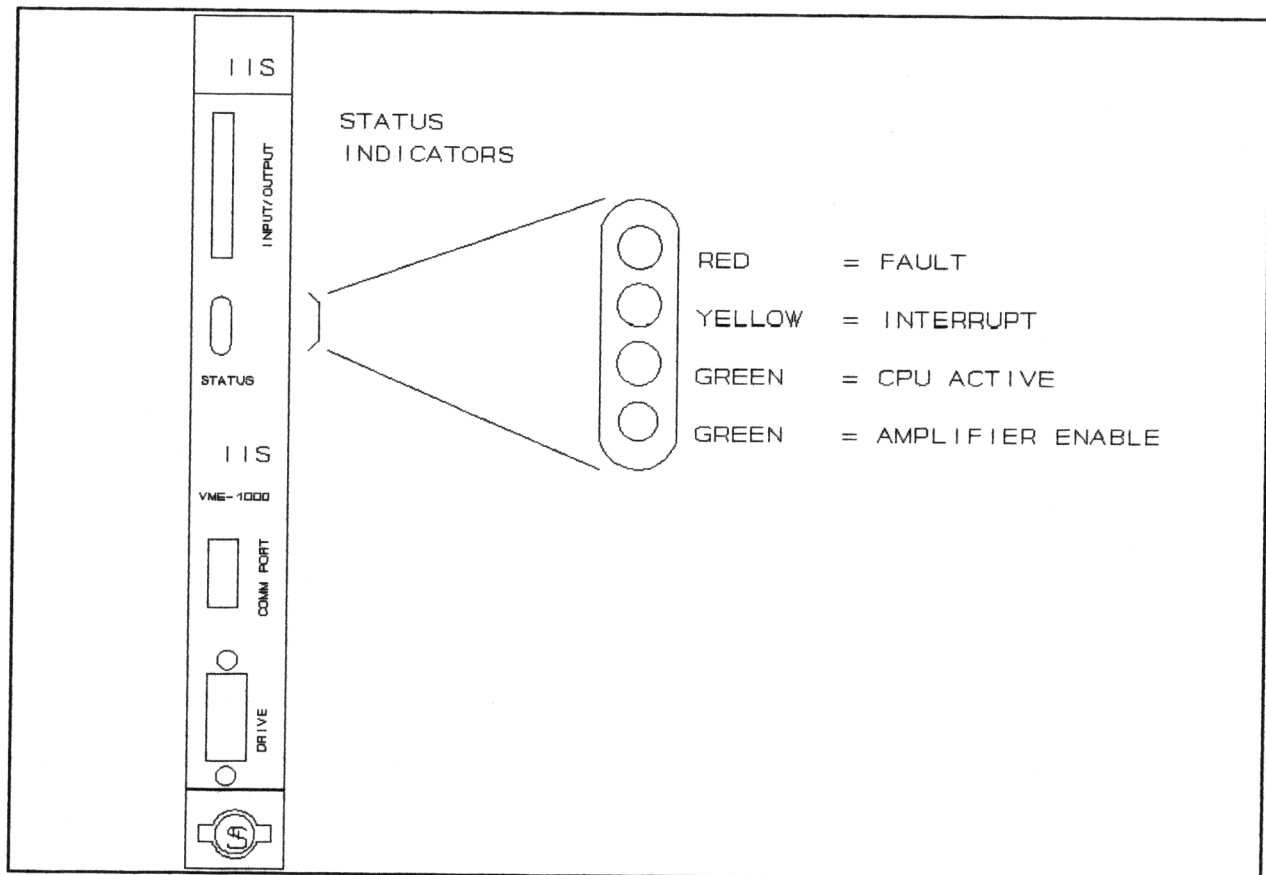 IIS
INPUT/OUTPUT
STATUS
IIS
VME-1000
COMM PORT
DRIVE
STATUS
INDICATORS
RED = FAULT
YELLOW = INTERRUPT
GREEN = CPU ACTIVE
GREEN = AMPLIFIER ENABLE